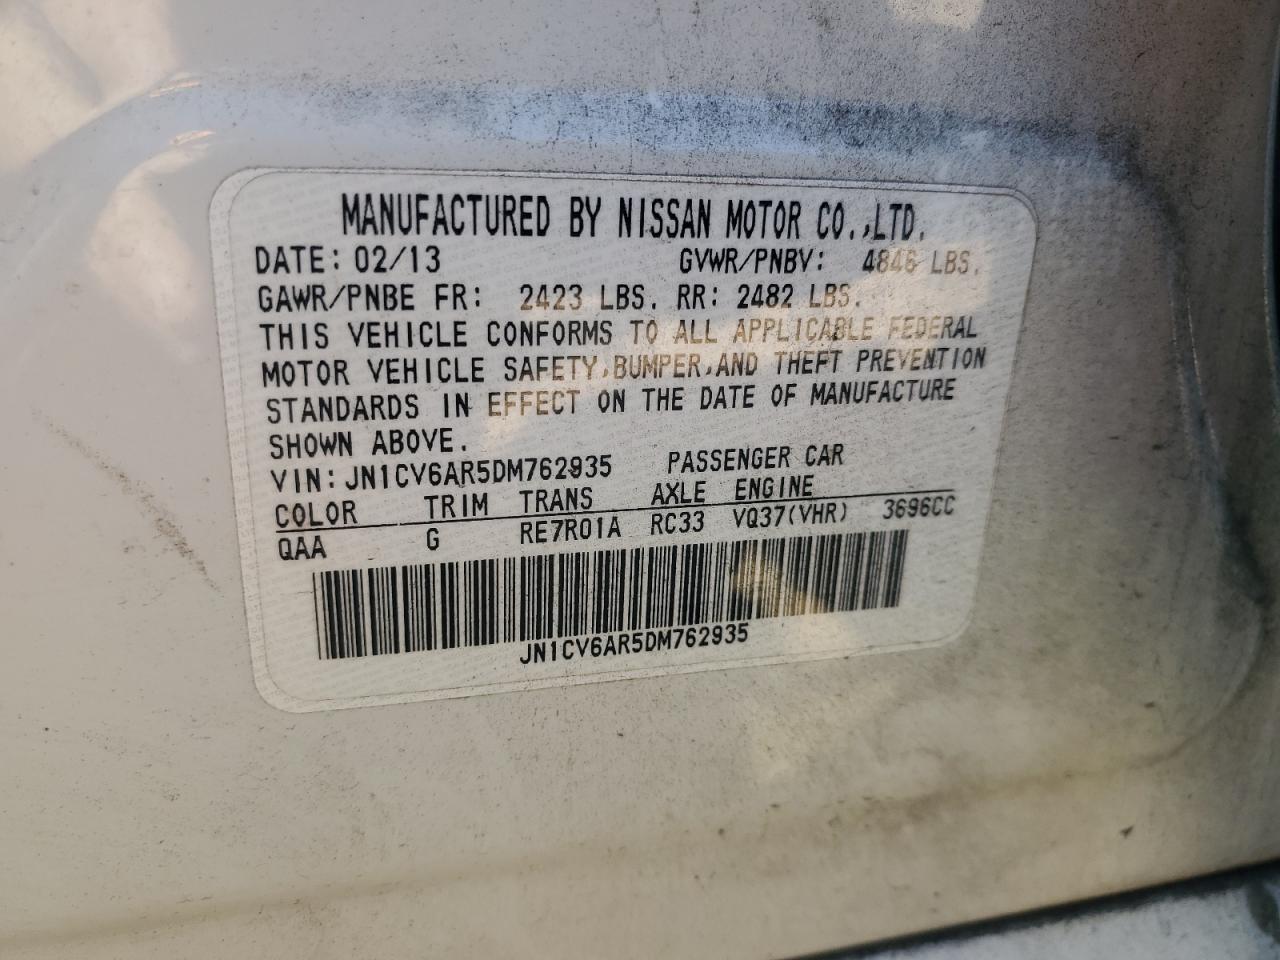 MANUFACTURED BY NISSAN MOTOR CO.,LTD.
DATE: 02/13 GVWR/PNBV: 4846 LBS.
GAWR/PNBE FR: 2423 LBS. RR: 2482 LBS.
THIS VEHICLE CONFORMS TO ALL APPLICABLE FEDERAL
MOTOR VEHICLE SAFETY,BUMPER,AND THEFT PREVENTION
STANDARDS IN EFFECT ON THE DATE OF MANUFACTURE
SHOWN ABOVE.
VIN: JN1CV6AR5DM762935 PASSENGER CAR
COLOR TRIM TRANS AXLE ENGINE
QAA G RE7R01A RC33 VQ37(VHR) 3696CC
JN1CV6AR5DM762935